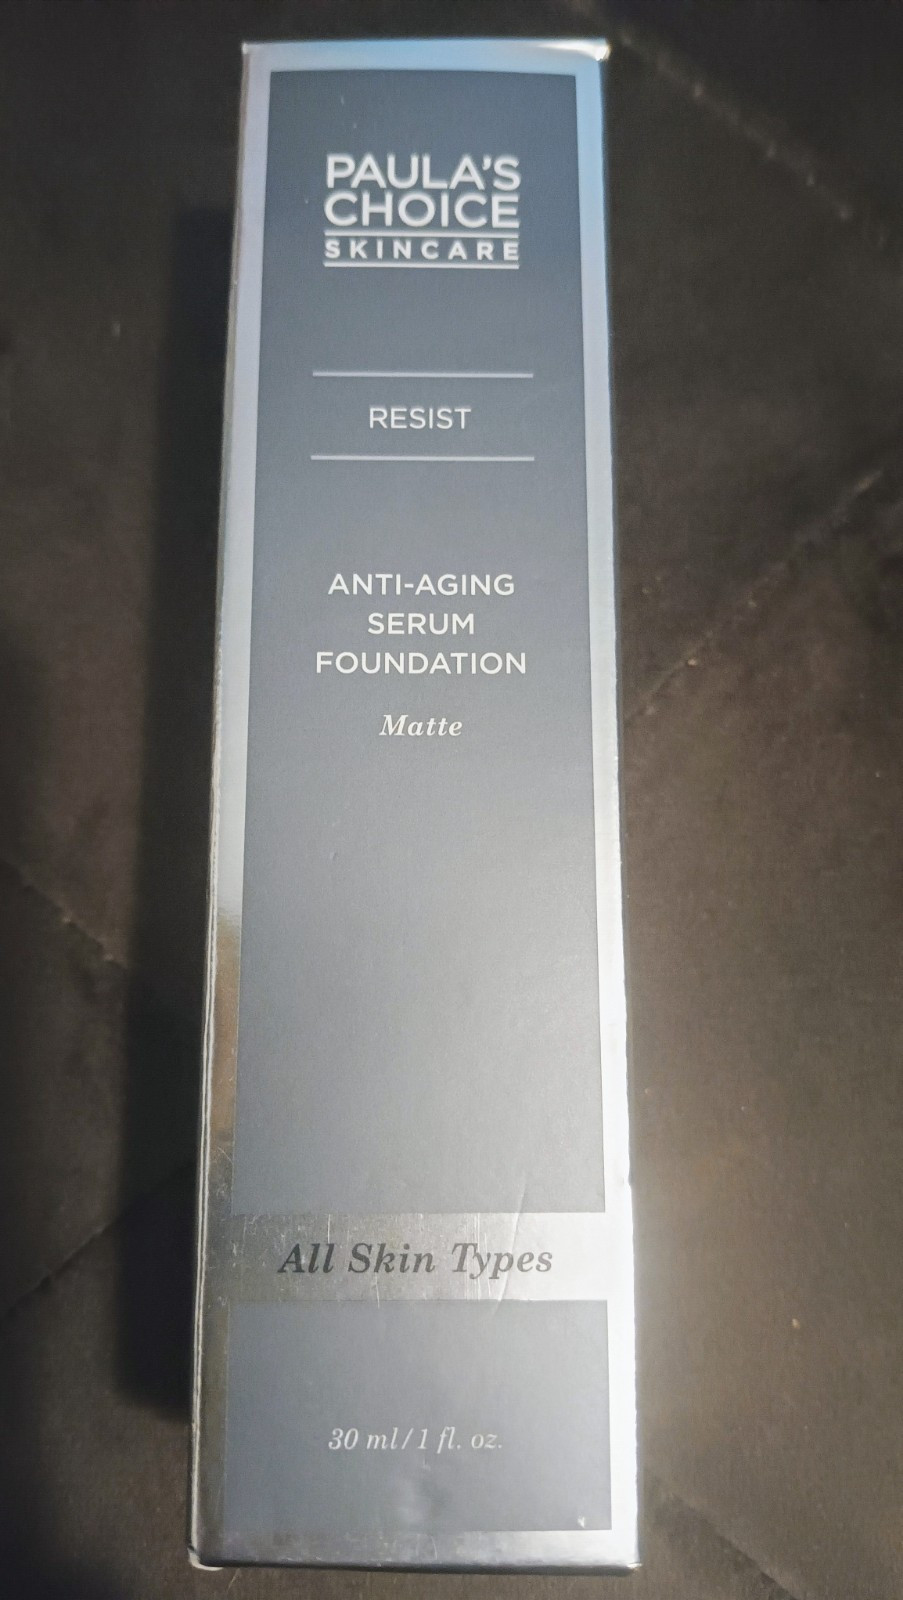 PAULA'S
CHOICE
SKINCARE
RESIST
ANTI-AGING
SERUM
FOUNDATION
Matte
All Skin Types
30 ml/1 fl. oz.